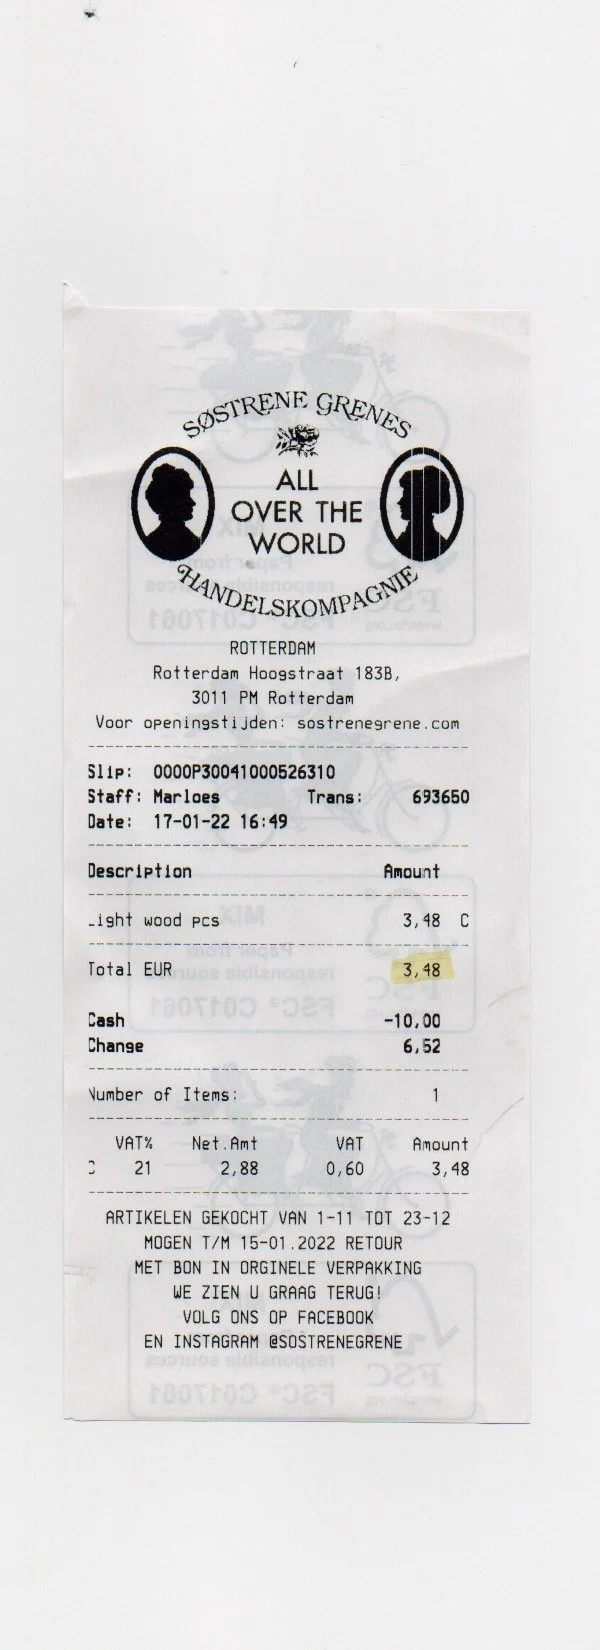 SØSTRENE GRENES
ALL
OVER THE
WORLD
HANDELSKOMPAGNIE
ROTTERDAM
Rotterdam Hoogstraat 183B,
3011 PM Rotterdam
Voor openingstijden: sostrenegrene.com
Slip: 0000P30041000526310
Staff: Marloes Trans: 693650
Date: 17-01-22 16:49
Description Amount
Light wood pcs 3,48 C
Total EUR 3,48
Cash -10,00
Change 6,52
Number of Items: 1
VAT% Net.Amt VAT Amount
C 21 2,88 0,60 3,48
ARTIKELEN GEKOCHT VAN 1-11 TOT 23-12
MOGEN T/M 15-01.2022 RETOUR
MET BON IN ORGINELE VERPAKKING
WE ZIEN U GRAAG TERUG!
VOLG ONS OP FACEBOOK
EN INSTAGRAM @SOSTRENEGRENE